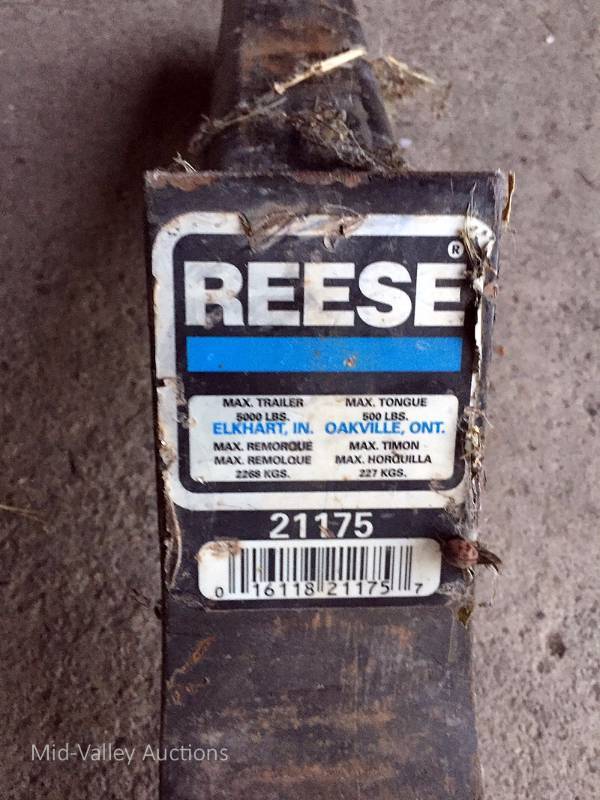 REESE®
MAX. TRAILER MAX. TONGUE
5000 LBS. 500 LBS.
ELKHART, IN. OAKVILLE, ONT.
MAX. REMORQUE MAX. TIMON
MAX. REMOLQUE MAX. HORQUILLA
2268 KGS. 227 KGS.
21175
0 16118 21175 7
Mid-Valley Auctions